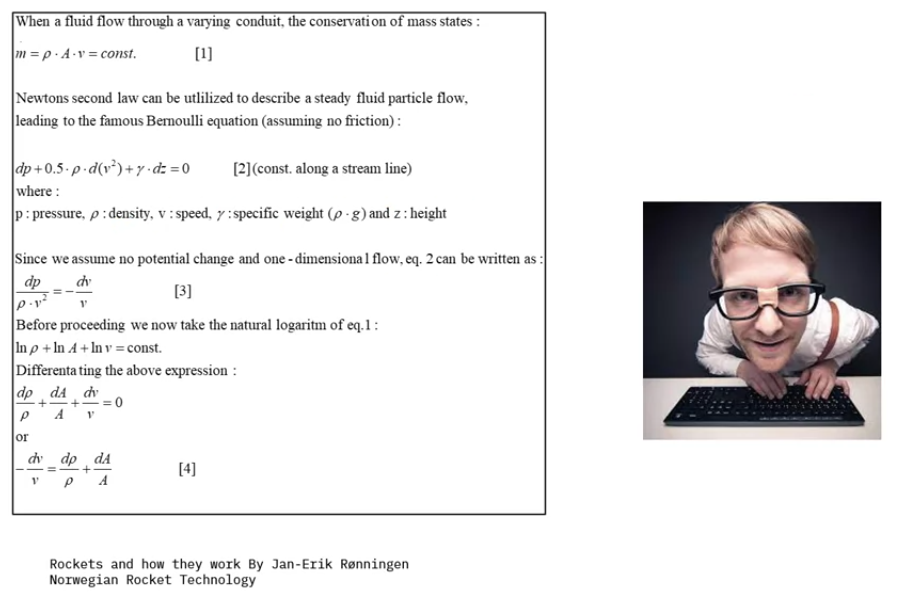 When a fluid flow through a varying conduit, the conservation of mass states :
ṁ = ρ · A · v = const. [1]
Newtons second law can be utlilized to describe a steady fluid particle flow,
leading to the famous Bernoulli equation (assuming no friction) :
dp + 0.5 · ρ · d(v²) + γ · dz = 0 [2](const. along a stream line)
where :
p : pressure, ρ : density, v : speed, γ : specific weight (ρ · g) and z : height
Since we assume no potential change and one - dimensional flow, eq. 2 can be written as :
dp/(ρ · v²) = -dv/v [3]
Before proceeding we now take the natural logaritm of eq.1 :
ln ρ + ln A + ln v = const.
Differenta ting the above expression :
dρ/ρ + dA/A + dv/v = 0
or
-dv/v = dρ/ρ + dA/A [4]
Rockets and how they work By Jan-Erik Rønningen
Norwegian Rocket Technology